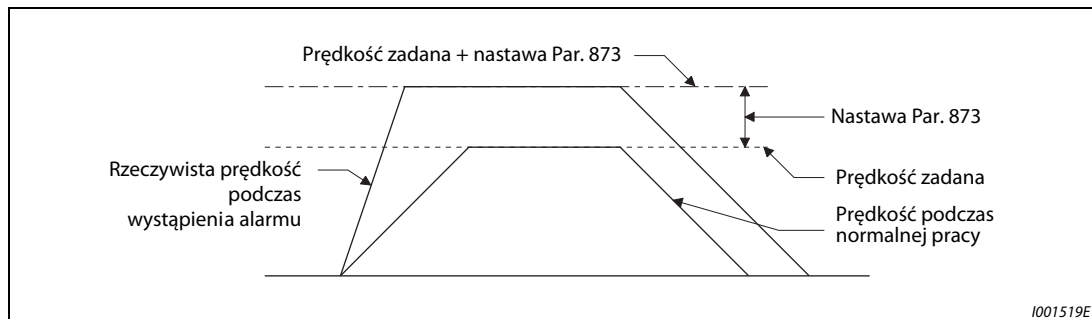 Prędkość zadana + nastawa Par. 873
Nastawa Par. 873
Rzeczywista prędkość
podczas
wystąpienia alarmu
Prędkość zadana
Prędkość podczas
normalnej pracy
I001519E